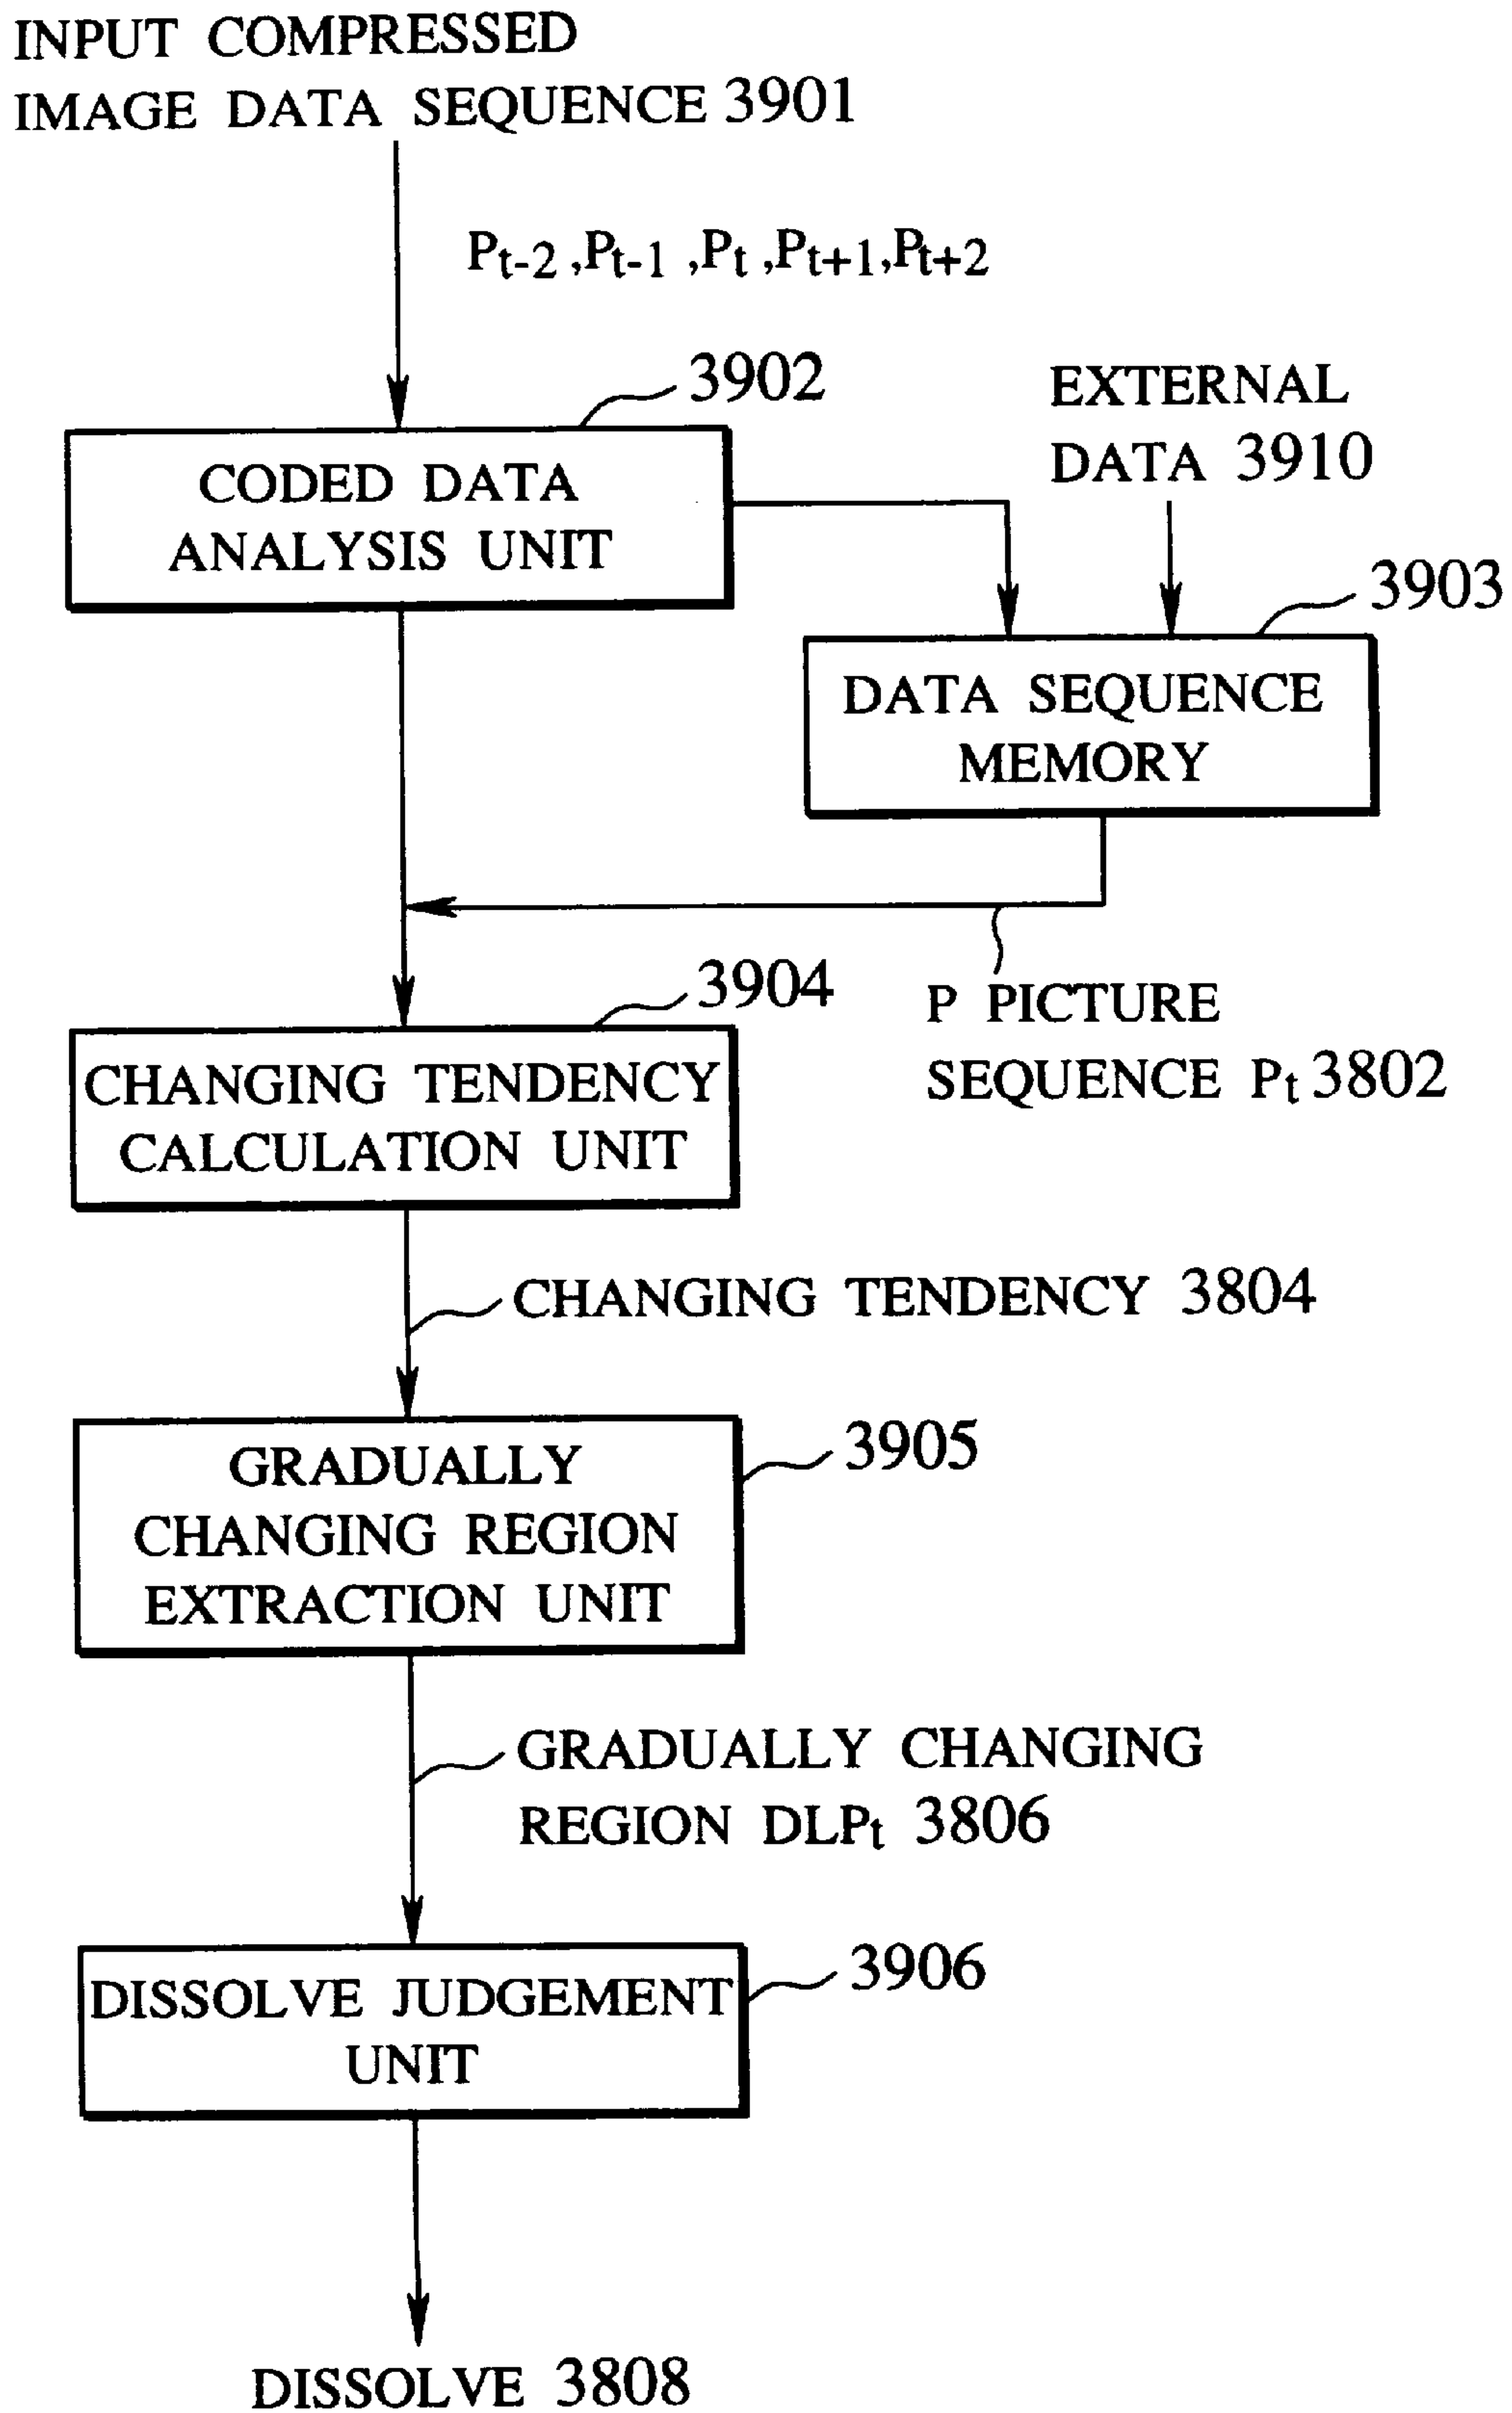 INPUT COMPRESSED
IMAGE DATA SEQUENCE 3901
Pt-2 ,Pt-1 ,Pt ,Pt+1,Pt+2
3902
EXTERNAL
DATA 3910
CODED DATA
ANALYSIS UNIT
3903
DATA SEQUENCE
MEMORY
3904
P PICTURE
SEQUENCE Pt 3802
CHANGING TENDENCY
CALCULATION UNIT
CHANGING TENDENCY 3804
3905
GRADUALLY
CHANGING REGION
EXTRACTION UNIT
GRADUALLY CHANGING
REGION DLPt 3806
3906
DISSOLVE JUDGEMENT
UNIT
DISSOLVE 3808